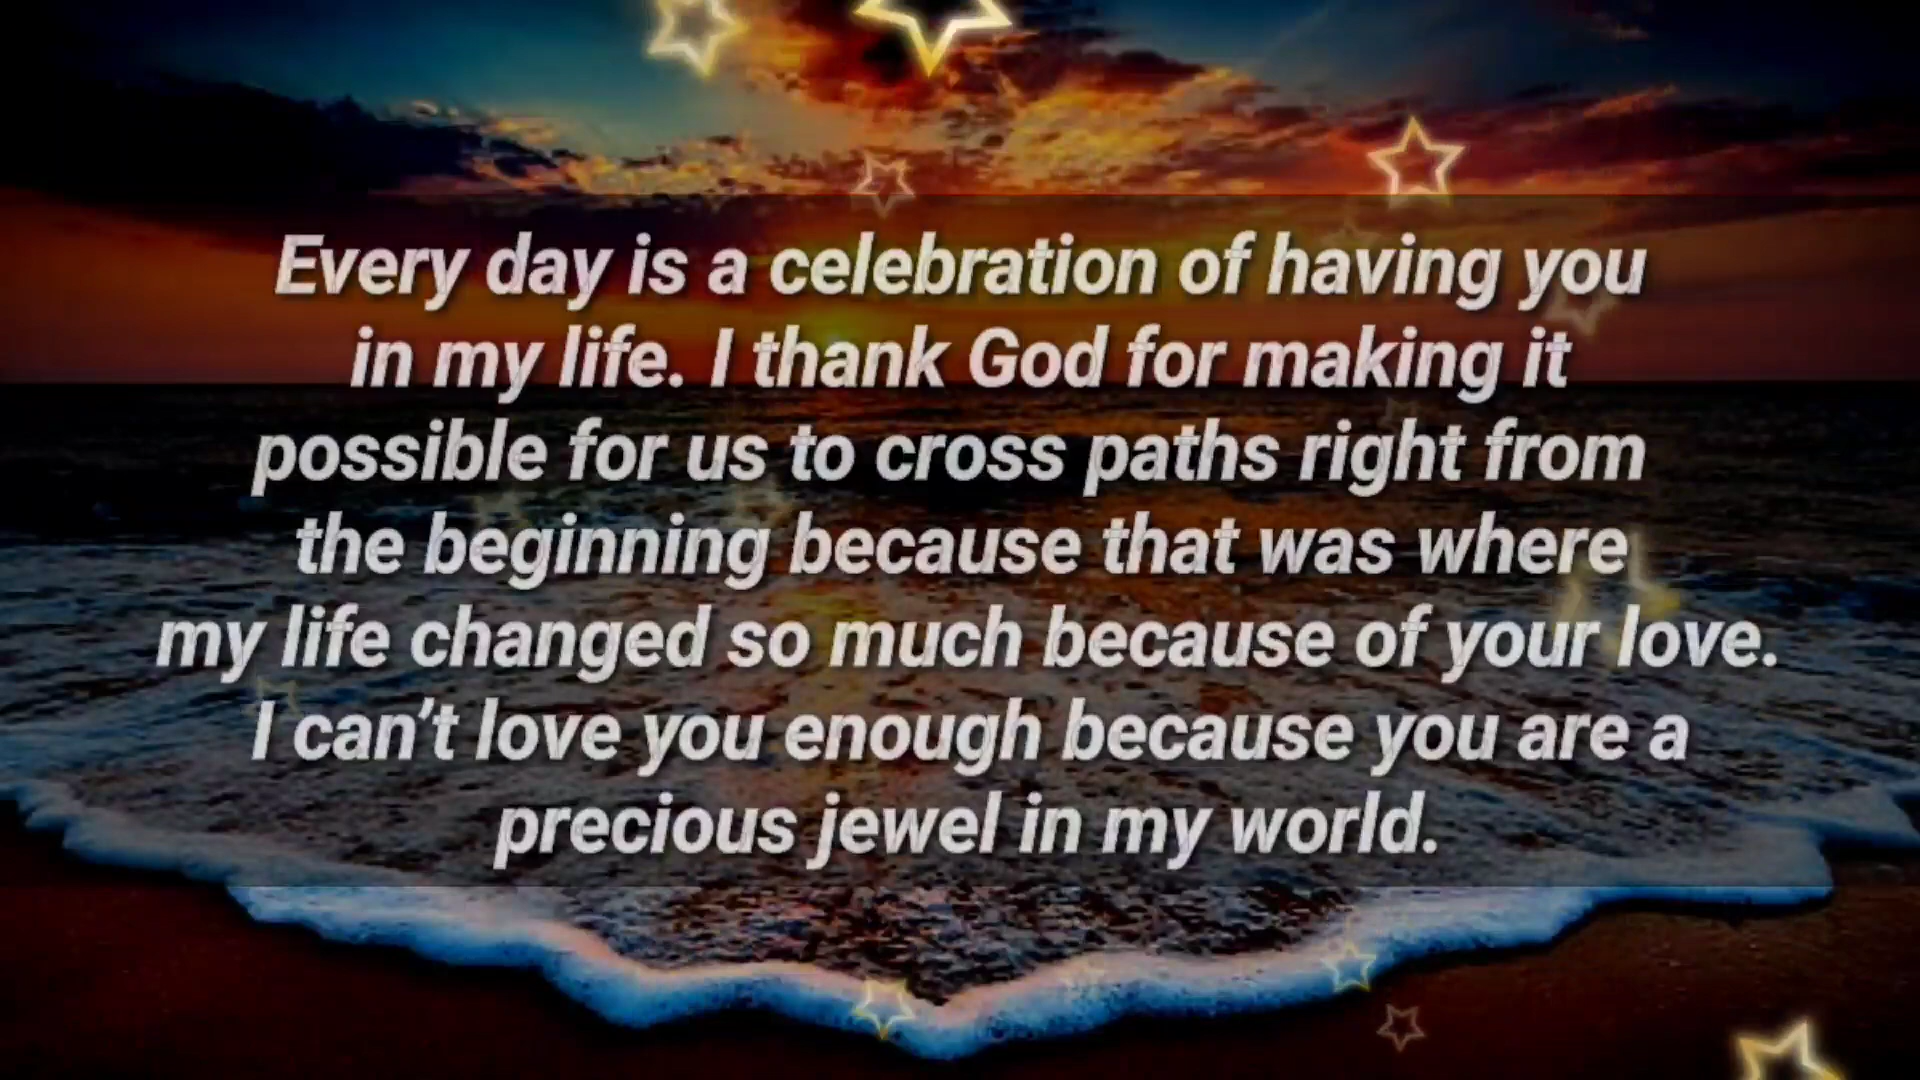 Every day is a celebration of having you
in my life. I thank God for making it
possible for us to cross paths right from
the beginning because that was where
my life changed so much because of your love.
I can’t love you enough because you are a
precious jewel in my world.